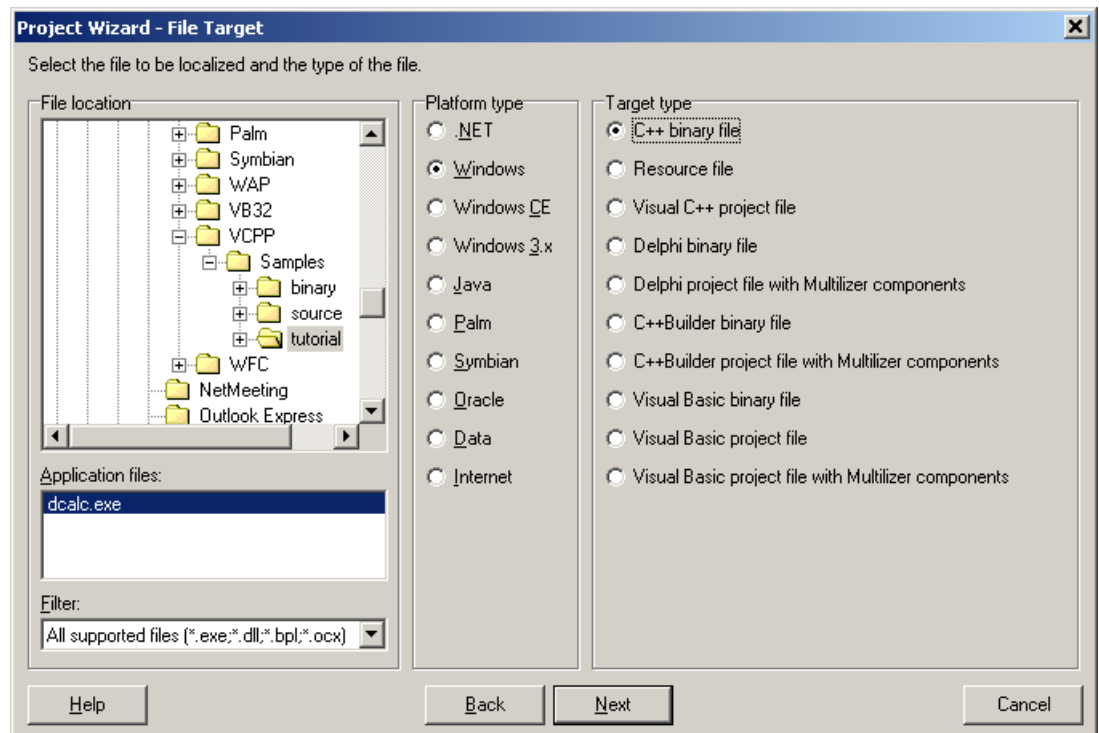 Project Wizard - File Target
Select the file to be localized and the type of the file.
File location
Palm
Symbian
WAP
VB32
VCPP
Samples
binary
source
tutorial
WFC
NetMeeting
Outlook Express
Application files:
dcalc.exe
Filter:
All supported files (*.exe;*.dll;*.bpl;*.ocx)
Platform type
.NET
Windows
Windows CE
Windows 3.x
Java
Palm
Symbian
Oracle
Data
Internet
Target type
C++ binary file
Resource file
Visual C++ project file
Delphi binary file
Delphi project file with Multilizer components
C++Builder binary file
C++Builder project file with Multilizer components
Visual Basic binary file
Visual Basic project file
Visual Basic project file with Multilizer components
Help
Back
Next
Cancel